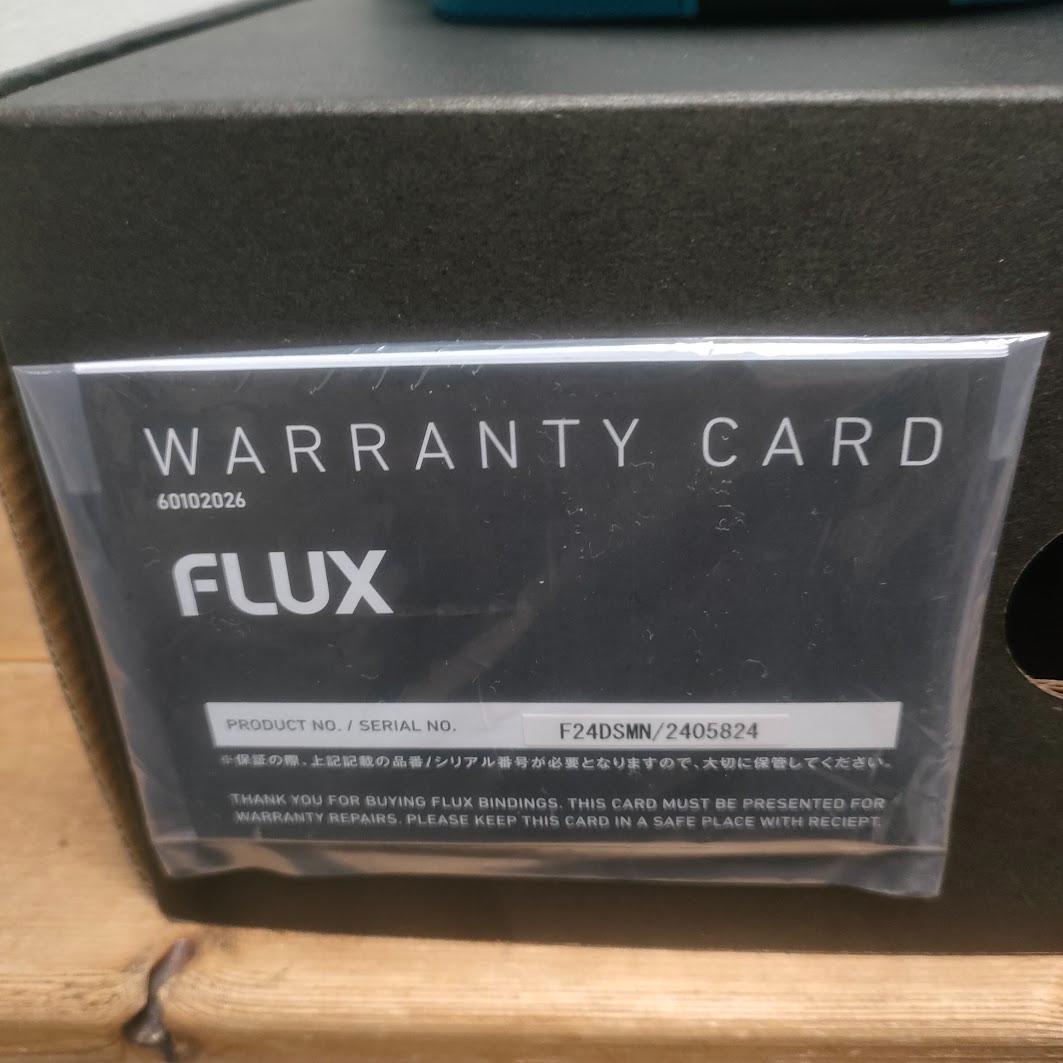 WARRANTY CARD
60102026
FLUX
PRODUCT NO. / SERIAL NO. F24DSMN/2405824
※保証の際、上記記載の品番/シリアル番号が必要となりますので、大切に保管してください。
THANK YOU FOR BUYING FLUX BINDINGS. THIS CARD MUST BE PRESENTED FOR
WARRANTY REPAIRS. PLEASE KEEP THIS CARD IN A SAFE PLACE WITH RECIEPT.